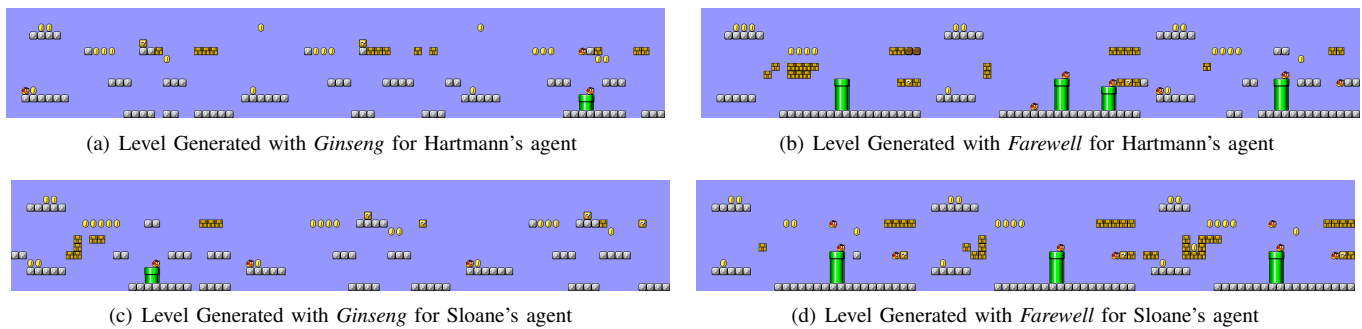 (a) Level Generated with Ginseng for Hartmann's agent
(b) Level Generated with Farewell for Hartmann's agent
(c) Level Generated with Ginseng for Sloane's agent
(d) Level Generated with Farewell for Sloane's agent